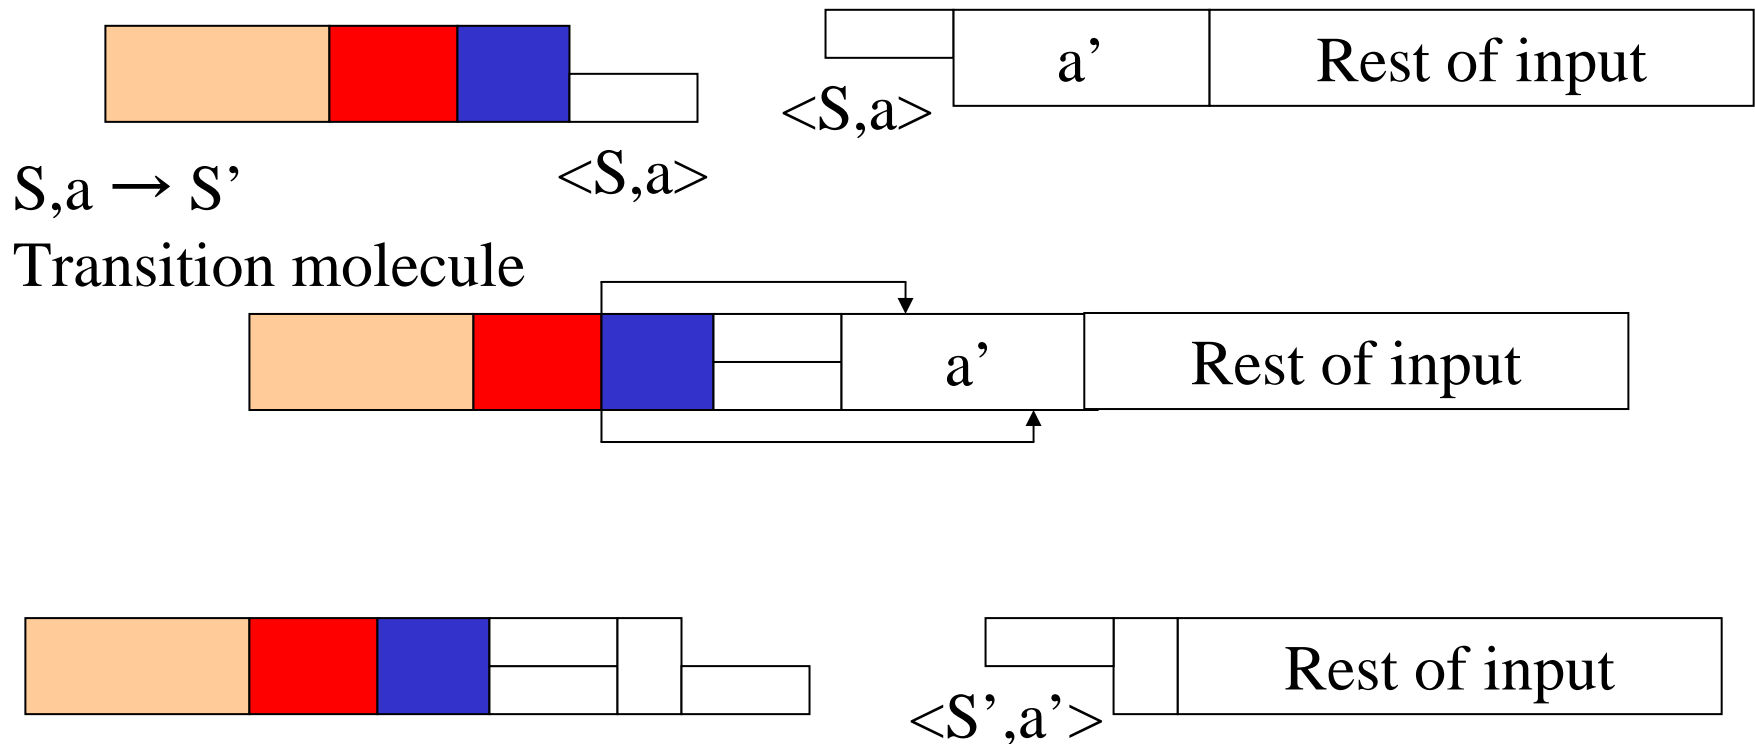 a’
Rest of input
<S,a>
<S,a>
S,a → S’
Transition molecule
a’
Rest of input
Rest of input
<S’,a’>